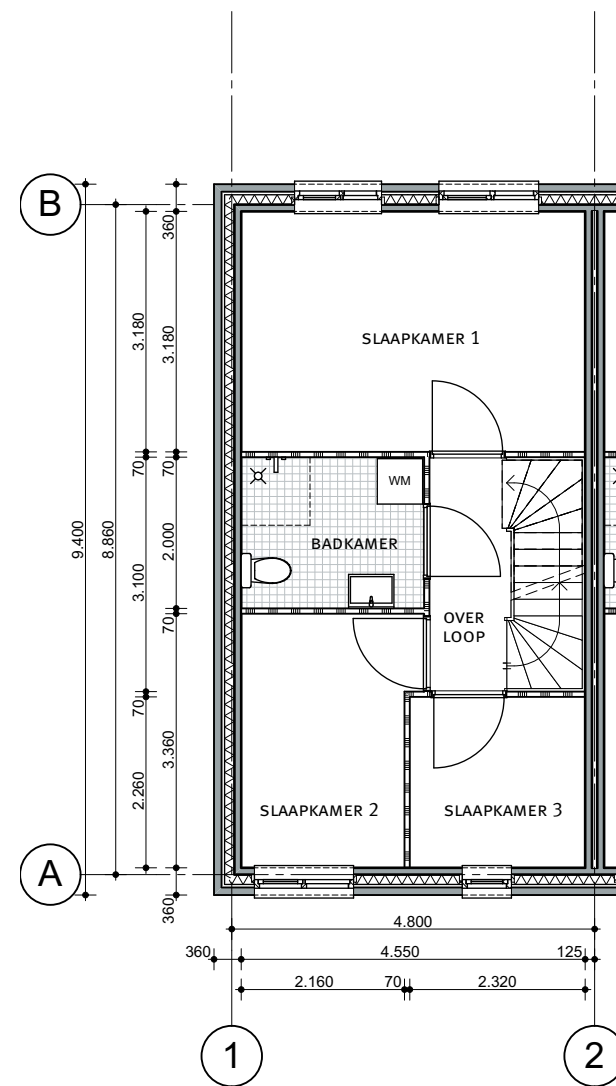 B
360
3.180
3.180
SLAAPKAMER 1
70
70
WM
9.400
8.860
2.000
3.100
BADKAMER
OVER
LOOP
70
70
3.360
2.260
SLAAPKAMER 2
SLAAPKAMER 3
A
360
4.800
360
4.550
125
2.160
70
2.320
1
2